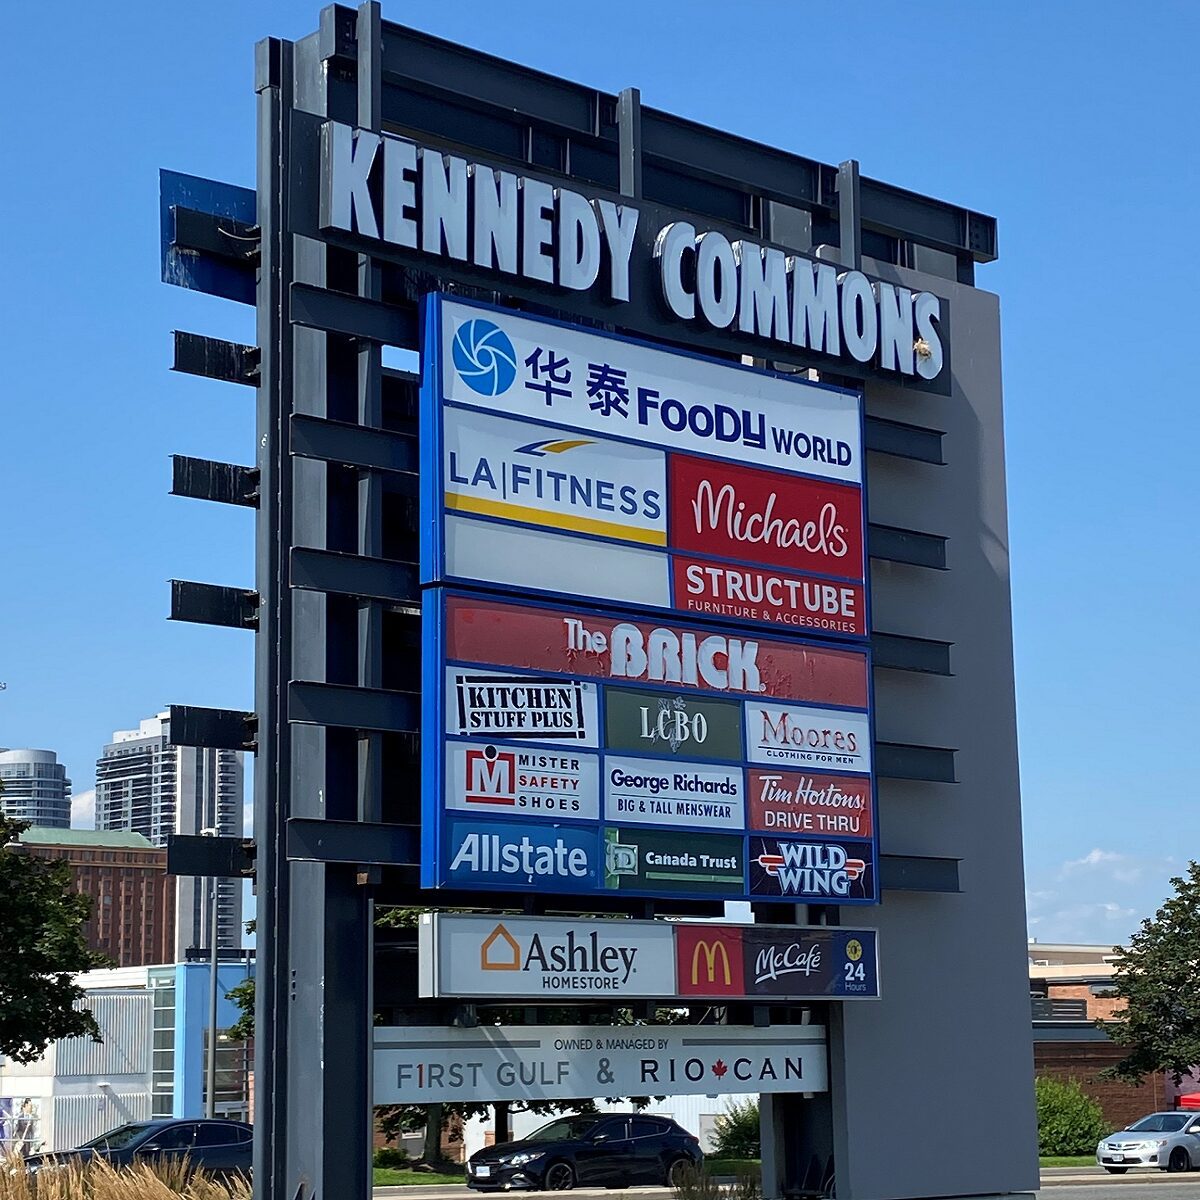 KENNEDY COMMONS
华泰 FOODY WORLD
LA|FITNESS
Michaels
STRUCTUBE
FURNITURE & ACCESSORIES
The BRICK.
KITCHEN
STUFF PLUS
LCBO
Moores
CLOTHING FOR MEN
M MISTER
SAFETY
SHOES
George Richards
BIG & TALL MENSWEAR
Tim Hortons
DRIVE THRU
Allstate
TD Canada Trust
WILD
WING
Ashley
HOMESTORE
M McCafé
24
Hours
OWNED & MANAGED BY
F1RST GULF & RIO CAN